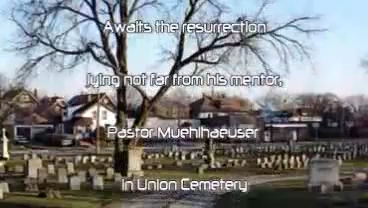 Awaits the resurrection
lying not far from his mentor,
Pastor Muehlhaeuser
in Union Cemetery